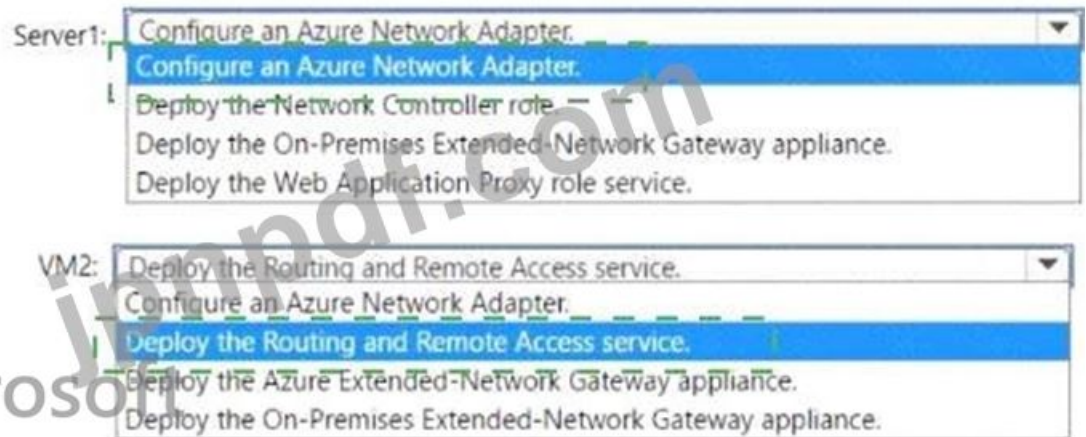 Server1: Configure an Azure Network Adapter.
Configure an Azure Network Adapter.
Deploy the Network Controller role.
Deploy the On-Premises Extended-Network Gateway appliance.
Deploy the Web Application Proxy role service.
jpnpdf.com
VM2: Deploy the Routing and Remote Access service.
Configure an Azure Network Adapter.
Deploy the Routing and Remote Access service.
Deploy the Azure Extended-Network Gateway appliance.
Deploy the On-Premises Extended-Network Gateway appliance.
rosoft